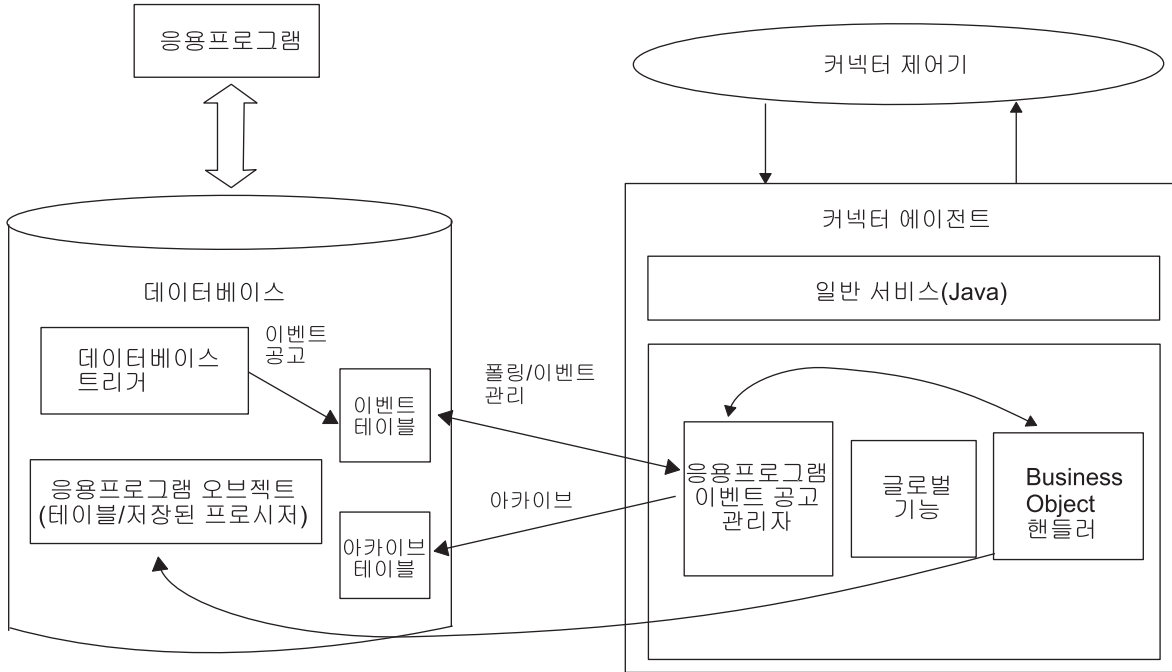 응용프로그램
커넥터 제어기
커넥터 에이전트
일반 서비스(Java)
데이터베이스
이벤트
공고
데이터베이스
트리거
이벤트
테이블
폴링/이벤트
관리
응용프로그램
이벤트 공고
관리자
글로벌
기능
Business
Object
핸들러
응용프로그램 오브젝트
(테이블/저장된 프로시저)
아카이브
아카이브
테이블